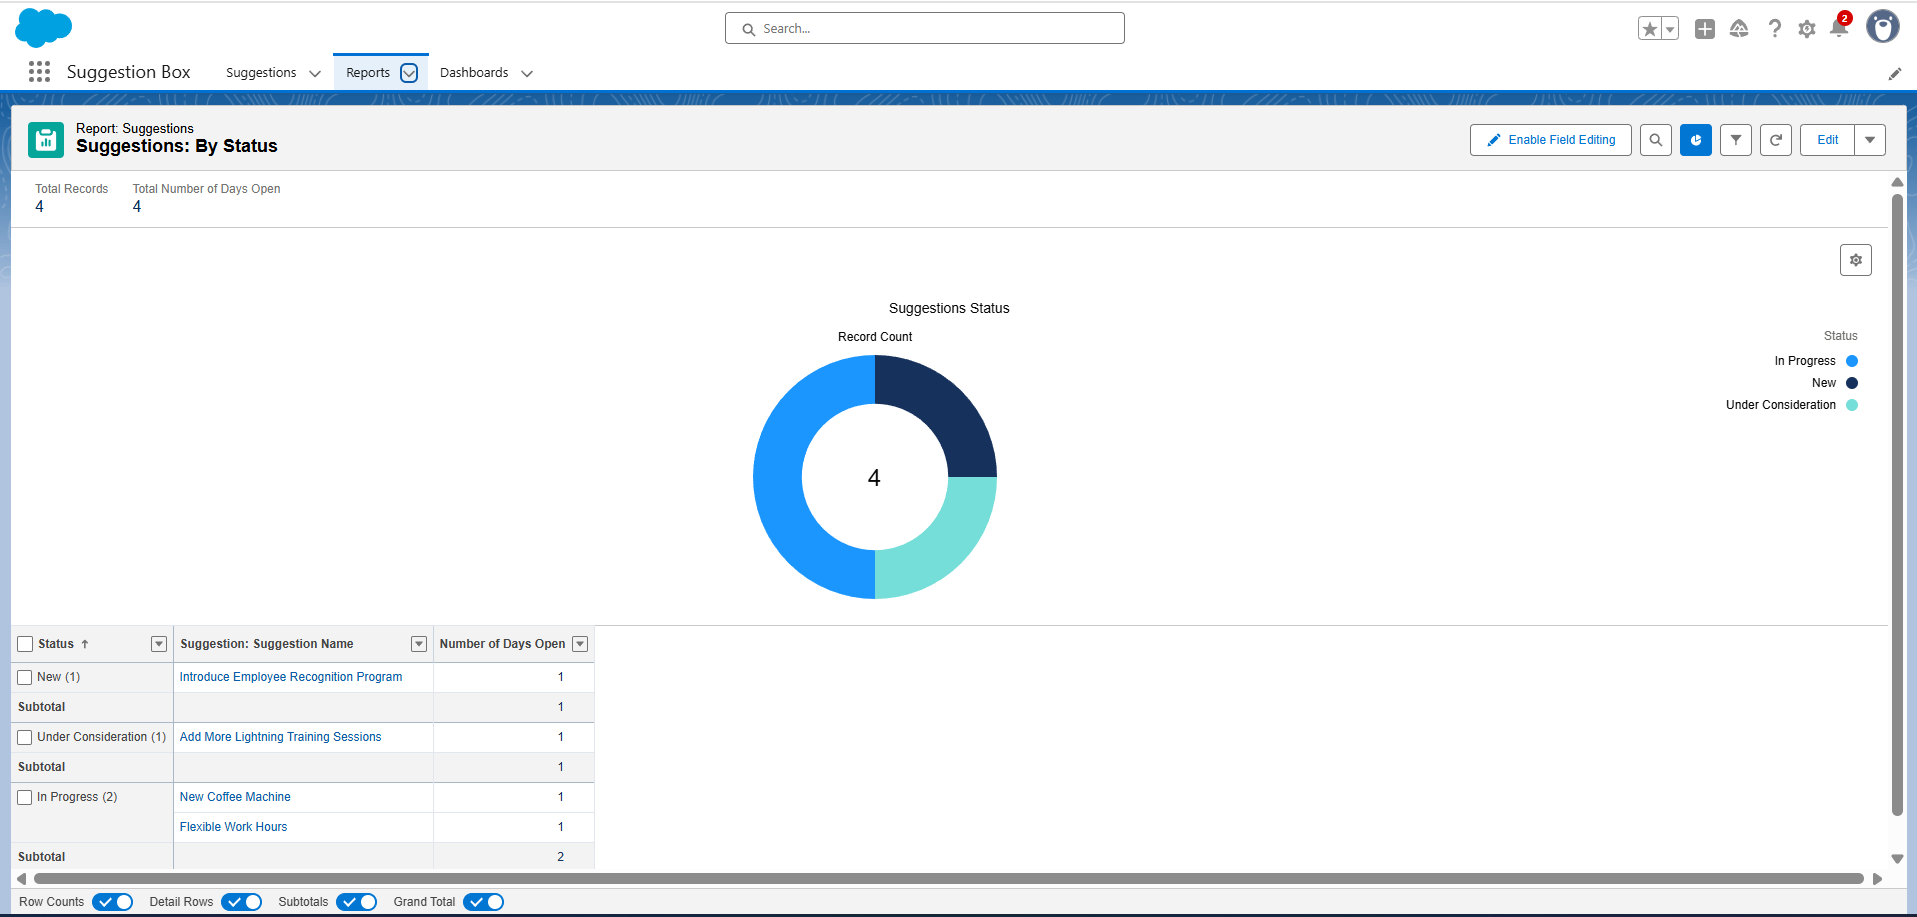 Search...
2
Suggestion Box
Suggestions
Reports
Dashboards
Report: Suggestions
Suggestions: By Status
Enable Field Editing
Edit
Total Records
4
Total Number of Days Open
4
Suggestions Status
Record Count
4
Status
In Progress
New
Under Consideration
Status ↑ Suggestion: Suggestion Name Number of Days Open
New (1) Introduce Employee Recognition Program 1
Subtotal 1
Under Consideration (1) Add More Lightning Training Sessions 1
Subtotal 1
In Progress (2) New Coffee Machine 1
Flexible Work Hours 1
Subtotal 2
Row Counts Detail Rows Subtotals Grand Total